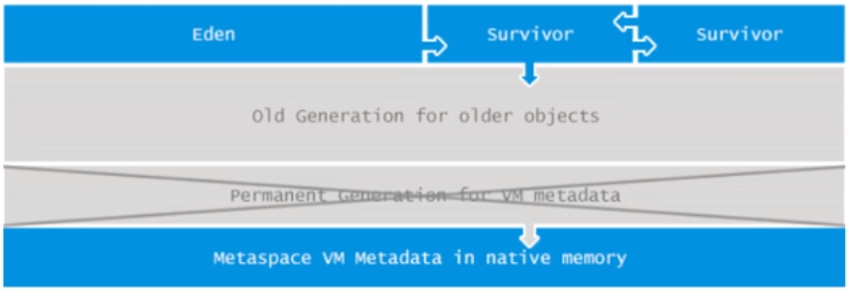 Eden
Survivor
Survivor
Old Generation for older objects
Permanent Generation for VM metadata
Metaspace VM Metadata in native memory